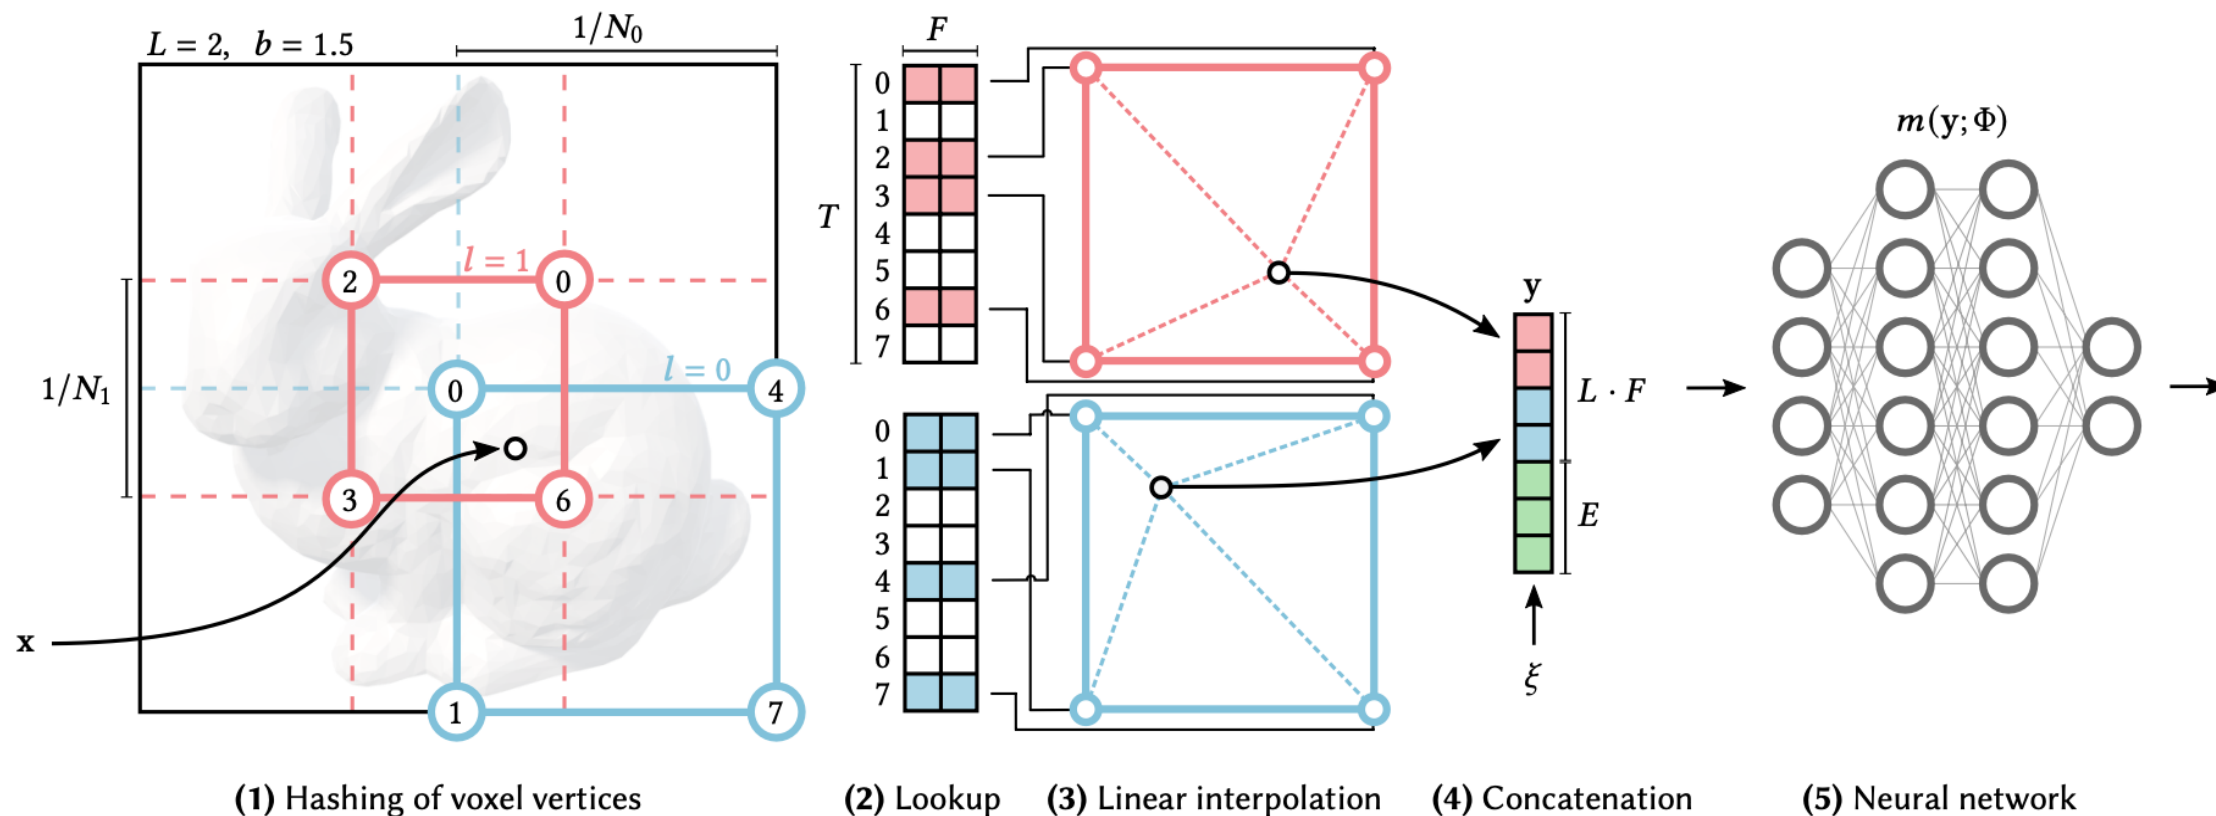 L = 2, b = 1.5
1/N₀
l = 1
2
0
1/N₁
l = 0
0
4
3
6
x
1
7
F
T
0
1
2
3
4
5
6
7
0
1
2
3
4
5
6
7
y
L · F
E
ξ
m(y; Φ)
(1) Hashing of voxel vertices
(2) Lookup
(3) Linear interpolation
(4) Concatenation
(5) Neural network